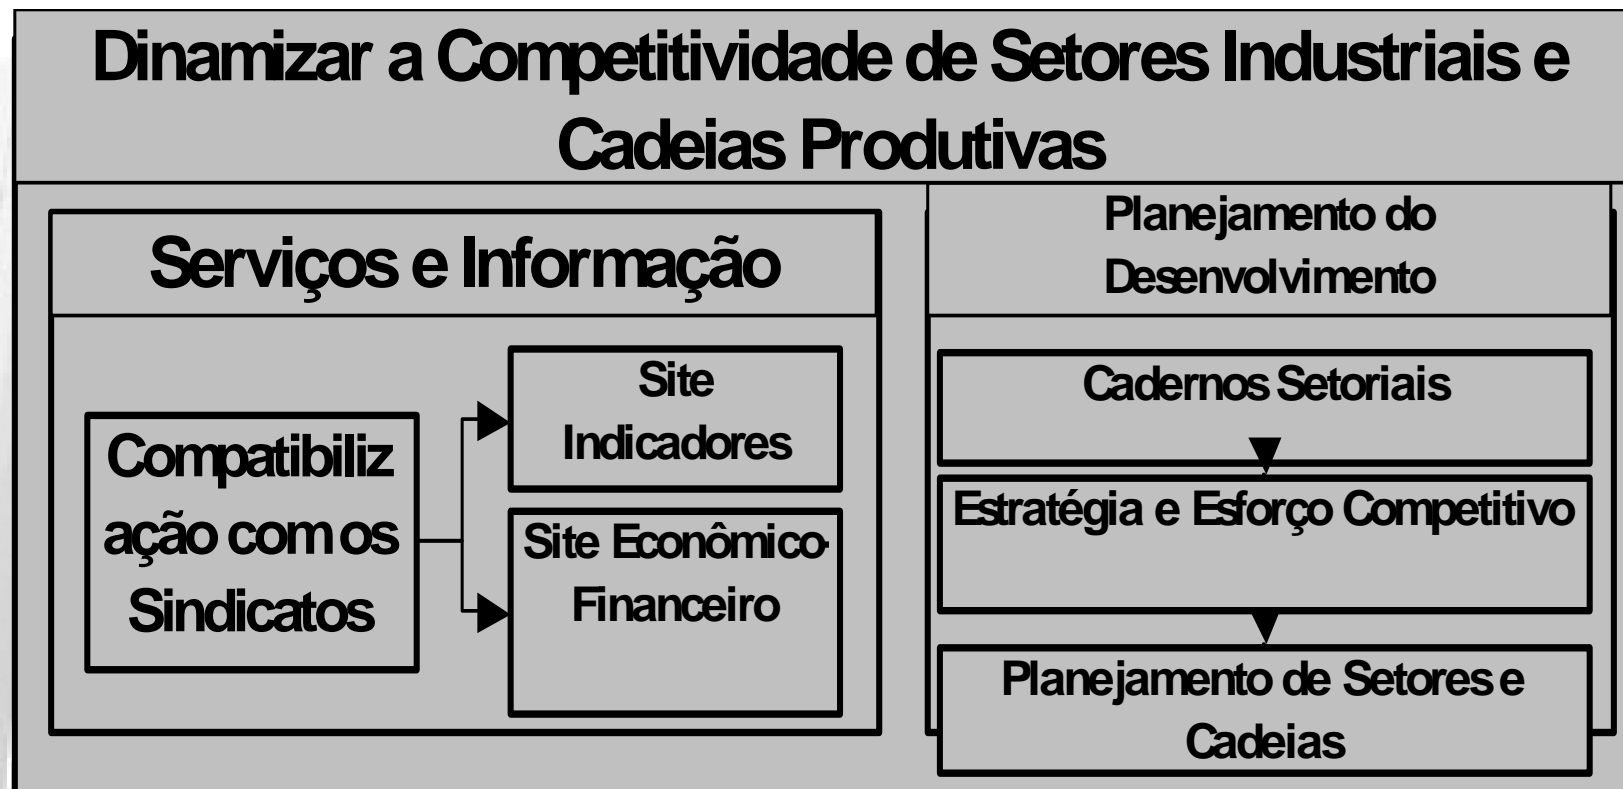 Dinamizar a Competitividade de Setores Industriais e
Cadeias Produtivas
Serviços e Informação
Compatibiliz
ação com os
Sindicatos
Site
Indicadores
Site Econômico-
Financeiro
Planejamento do
Desenvolvimento
Cadernos Setoriais
Estratégia e Esforço Competitivo
Planejamento de Setores e
Cadeias